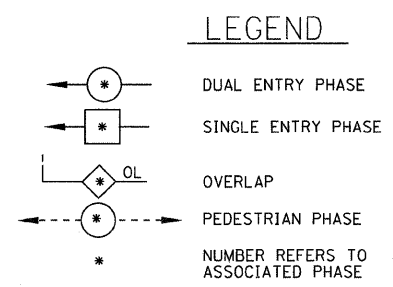 LEGEND
* DUAL ENTRY PHASE
* SINGLE ENTRY PHASE
* OL OVERLAP
* PEDESTRIAN PHASE
* NUMBER REFERS TO
ASSOCIATED PHASE